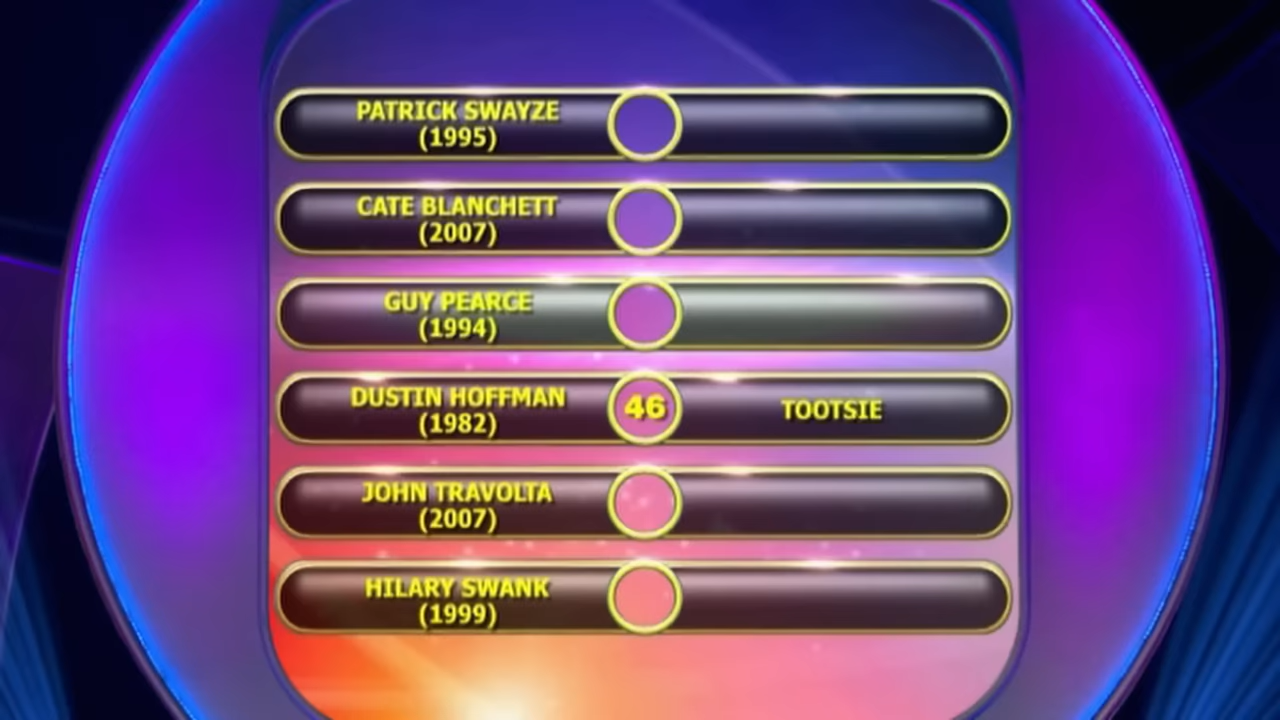 PATRICK SWAYZE
(1995)
CATE BLANCHETT
(2007)
GUY PEARCE
(1994)
DUSTIN HOFFMAN
(1982)
46
TOOTSIE
JOHN TRAVOLTA
(2007)
HILARY SWANK
(1999)